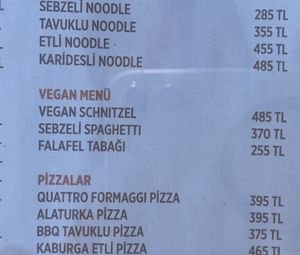 SEBZELİ NOODLE 285 TL
TAVUKLU NOODLE 355 TL
ETLİ NOODLE 455 TL
KARİDESLİ NOODLE 485 TL
VEGAN MENÜ
VEGAN SCHNITZEL 485 TL
SEBZELİ SPAGHETTI 370 TL
FALAFEL TABAĞI 255 TL
PİZZALAR
QUATTRO FORMAGGI PİZZA 395 TL
ALATURKA PİZZA 395 TL
BBQ TAVUKLU PİZZA 375 TL
KABURGA ETLİ PİZZA 465 TL